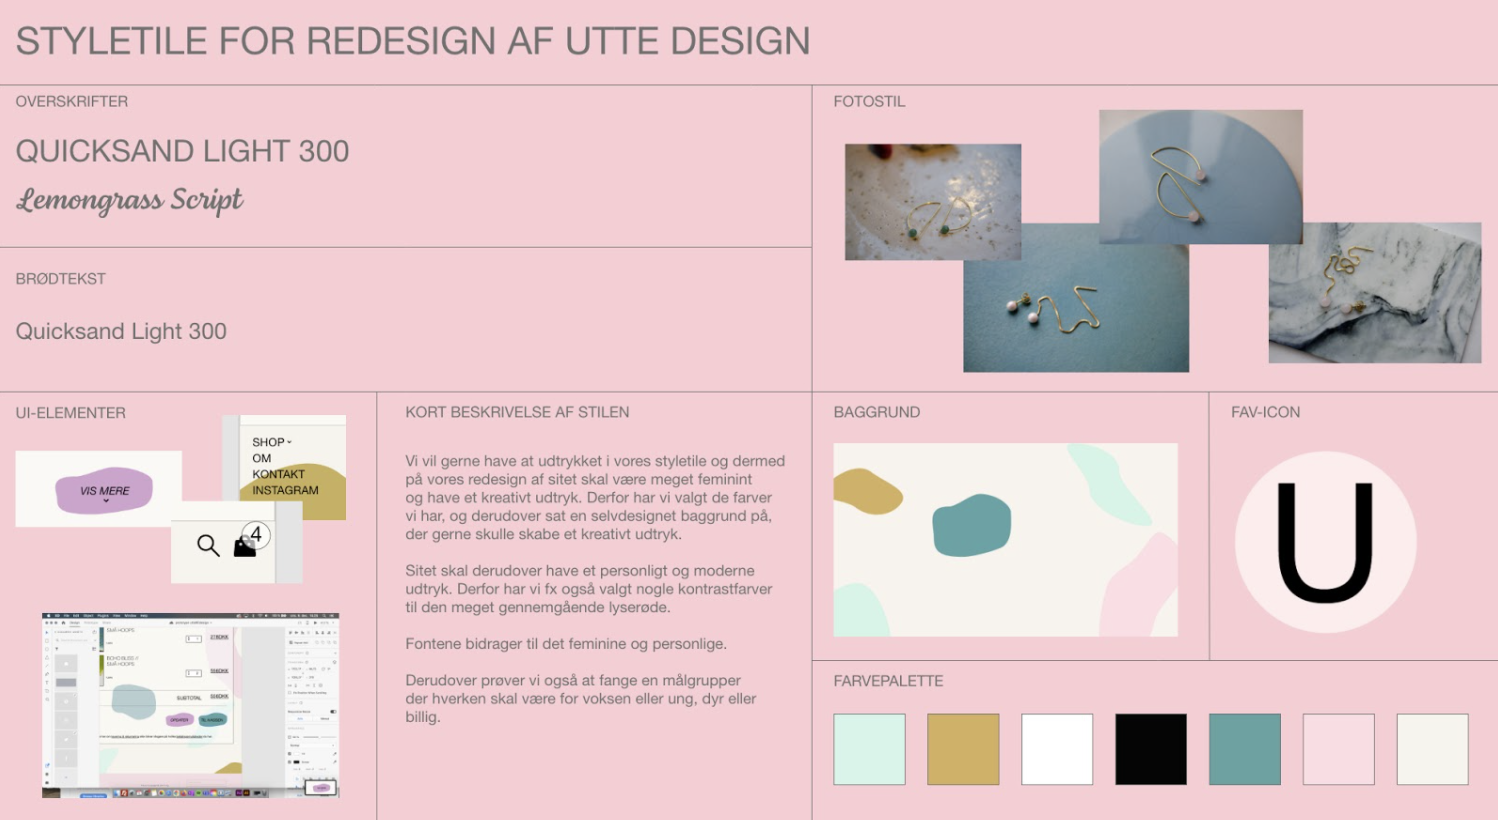 STYLETILE FOR REDESIGN AF UTTE DESIGN
OVERSKRIFTER
QUICKSAND LIGHT 300
Lemongrass Script
BRØDTEKST
Quicksand Light 300
FOTOSTIL
UI-ELEMENTER
VIS MERE
SHOP
OM
KONTAKT
INSTAGRAM
4
SUBTOTAL
KORT BESKRIVELSE AF STILEN
Vi vil gerne have at udtrykket i vores styletile og dermed
på vores redesign af sitet skal være meget feminint
og have et kreativt udtryk. Derfor har vi valgt de farver
vi har, og derudover sat en selvdesignet baggrund på,
der gerne skulle skabe et kreativt udtryk.
Sitet skal derudover have et personligt og moderne
udtryk. Derfor har vi fx også valgt nogle kontrastfarver
til den meget gennemgående lyserøde.
Fontene bidrager til det feminine og personlige.
Derudover prøver vi også at fange en målgrupper
der hverken skal være for voksen eller ung, dyr eller
billig.
BAGGRUND
FAV-ICON
U
FARVEPALETTE